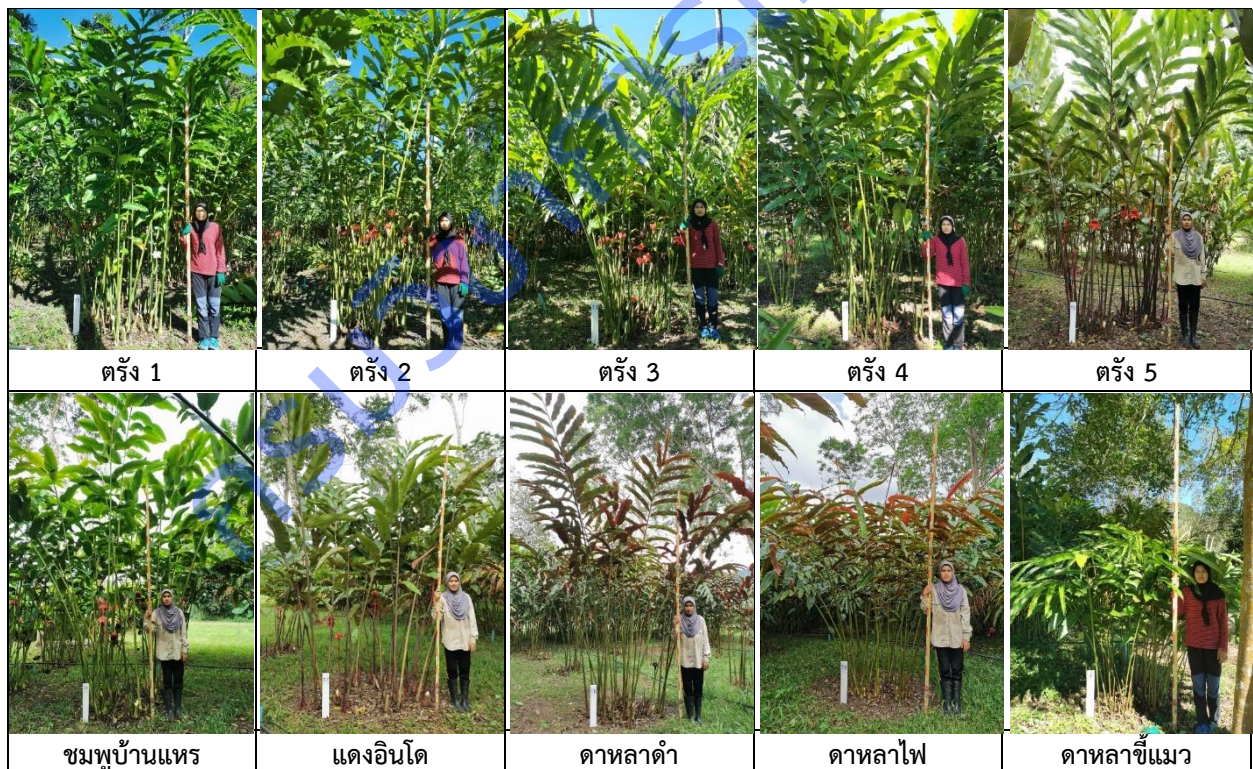 ตรัง 1
ตรัง 2
ตรัง 3
ตรัง 4
ตรัง 5
ชมพูบ้านแหร
แดงอินโด
ดาหลาดำ
ดาหลาไฟ
ดาหลาขี้แมว